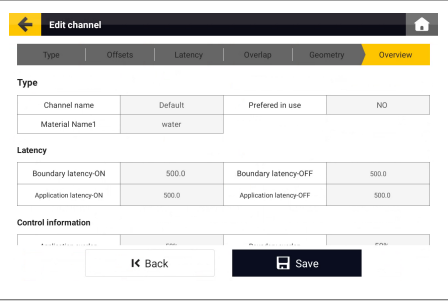 Edit channel
Type Offsets Latency Overlap Geometry Overview
Type
Channel name Default Prefered in use NO
Material Name1 water
Latency
Boundary latency-ON 500.0 Boundary latency-OFF 500.0
Application latency-ON 500.0 Application latency-OFF 500.0
Control information
Back Save